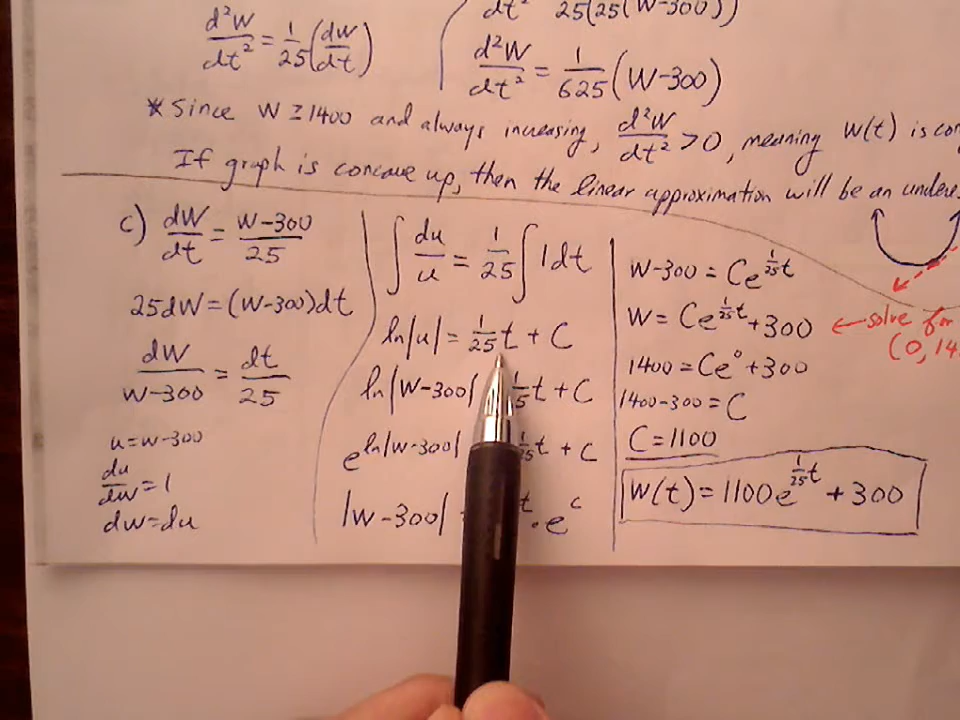 d²W/dt² = 1/25 (dw/dt)
dt² 25(25(W-300))
d²W/dt² = 1/625 (W-300)
* Since W ≥ 1400 and always increasing, d²W/dt² > 0, meaning W(t) is
If graph is concave up, then the linear approximation will be an
c) dW/dt = W-300/25
25dW = (W-300)dt
dW/W-300 = dt/25
u = w-300
du/dw = 1
dw = du
∫ du/u = 1/25 ∫ 1dt
ln|u| = 1/25 t + C
ln|W-300| t + C
e^ln|W-300| t + C
|W-300| t · e^c
W-300 = Ce^1/25 t
W = Ce^1/25 t + 300
← solve for
(0,
1400 = Ce° + 300
1400-300 = C
C = 1100
W(t) = 1100e^1/25 t + 300